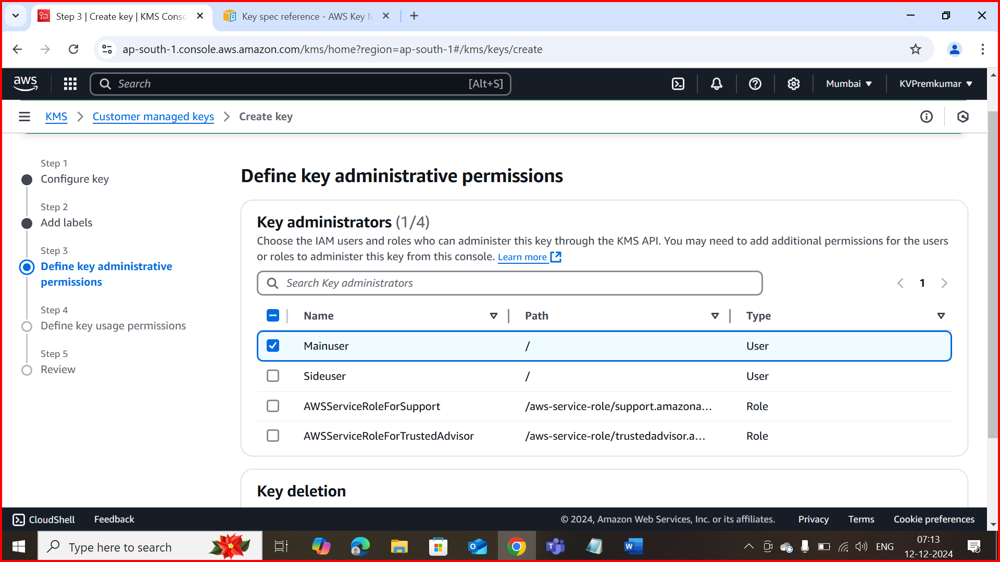 Step 3 | Create key | KMS Conso
Key spec reference - AWS Key M
ap-south-1.console.aws.amazon.com/kms/home?region=ap-south-1#/kms/keys/create
aws
Search
[Alt+S]
Mumbai
KVPremkumar
KMS
Customer managed keys
Create key
Step 1
Configure key
Step 2
Add labels
Step 3
Define key administrative
permissions
Step 4
Define key usage permissions
Step 5
Review
Define key administrative permissions
Key administrators (1/4)
Choose the IAM users and roles who can administer this key through the KMS API. You may need to add additional permissions for the users
or roles to administer this key from this console. Learn more
Search Key administrators
1
Name Path Type
Mainuser / User
Sideuser / User
AWSServiceRoleForSupport /aws-service-role/support.amazona... Role
AWSServiceRoleForTrustedAdvisor /aws-service-role/trustedadvisor.a... Role
Key deletion
CloudShell Feedback © 2024, Amazon Web Services, Inc. or its affiliates. Privacy Terms Cookie preferences
Type here to search
ENG
07:13
12-12-2024